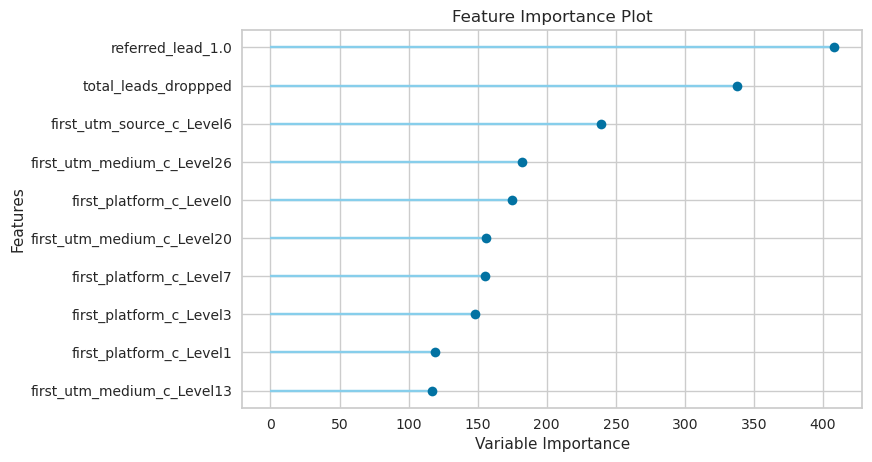 Feature Importance Plot
referred_lead_1.0
total_leads_droppped
first_utm_source_c_Level6
first_utm_medium_c_Level26
first_platform_c_Level0
first_utm_medium_c_Level20
first_platform_c_Level7
first_platform_c_Level3
first_platform_c_Level1
first_utm_medium_c_Level13
Features
0 50 100 150 200 250 300 350 400
Variable Importance